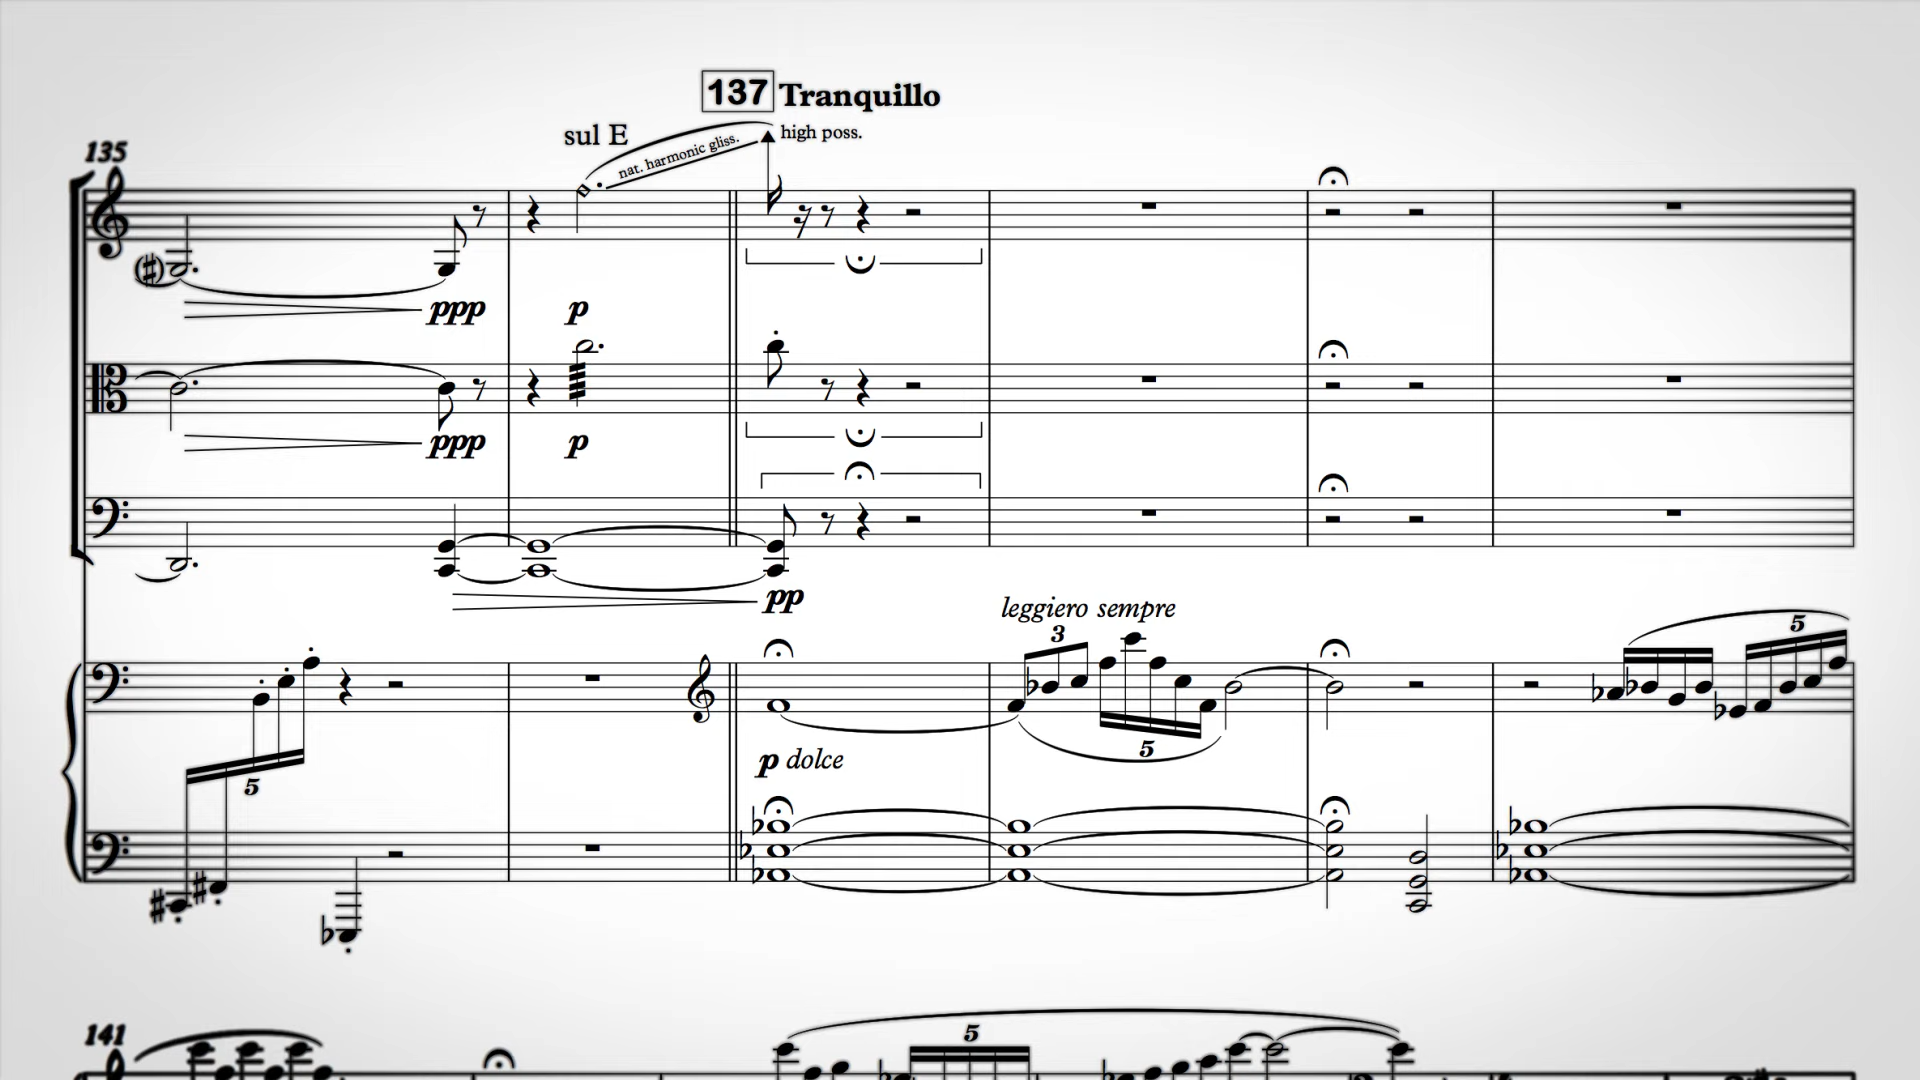 137 Tranquillo
sul E
nat. harmonic gliss.
high poss.
135
ppp
p
ppp
p
pp
leggiero sempre
3
5
5
5
p dolce
141
5